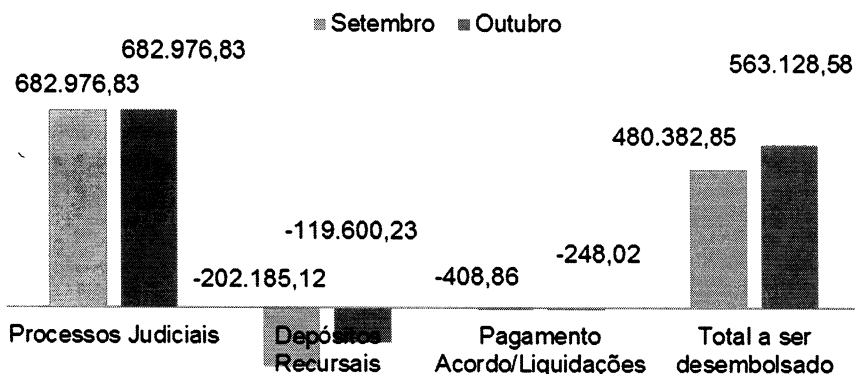 Setembro Outubro
682.976,83
682.976,83
-202.185,12
-119.600,23
-408,86
-248,02
480.382,85
563.128,58
Processos Judiciais
Depósitos
Recursais
Pagamento
Acordo/Liquidações
Total a ser
desembolsado